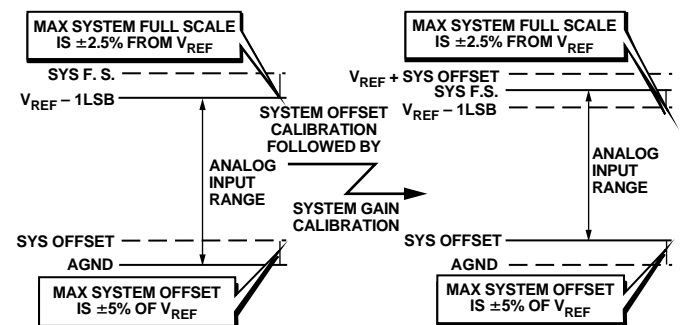 MAX SYSTEM FULL SCALE
IS ±2.5% FROM VREF
SYS F. S.
VREF – 1LSB
ANALOG
INPUT
RANGE
SYS OFFSET
AGND
MAX SYSTEM OFFSET
IS ±5% OF VREF
SYSTEM OFFSET
CALIBRATION
FOLLOWED BY
SYSTEM GAIN
CALIBRATION
MAX SYSTEM FULL SCALE
IS ±2.5% FROM VREF
VREF + SYS OFFSET
SYS F.S.
VREF – 1LSB
ANALOG
INPUT
RANGE
SYS OFFSET
AGND
MAX SYSTEM OFFSET
IS ±5% OF VREF